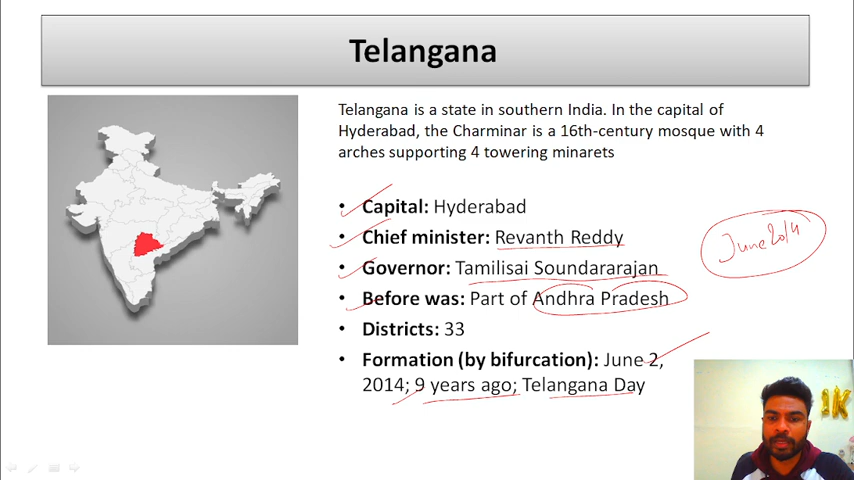 Telangana
Telangana is a state in southern India. In the capital of
Hyderabad, the Charminar is a 16th-century mosque with 4
arches supporting 4 towering minarets
• Capital: Hyderabad
• Chief minister: Revanth Reddy
• Governor: Tamilisai Soundararajan
• Before was: Part of Andhra Pradesh
• Districts: 33
• Formation (by bifurcation): June 2,
2014; 9 years ago; Telangana Day
June 2014
1K